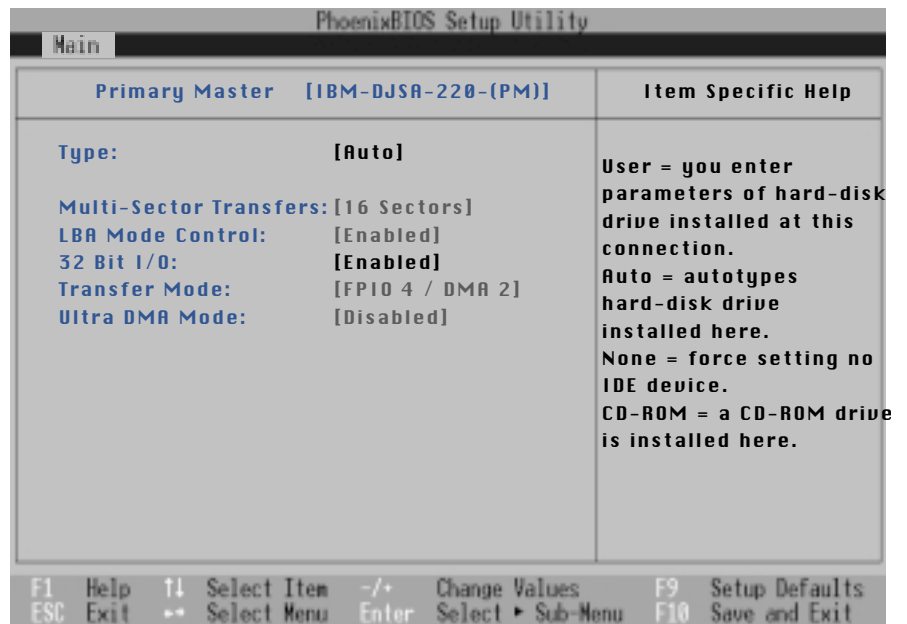 PhoenixBIOS Setup Utility
Main
Primary Master [IBM-DJSA-220-(PM)]
Type: [Auto]
Multi-Sector Transfers: [16 Sectors]
LBA Mode Control: [Enabled]
32 Bit I/O: [Enabled]
Transfer Mode: [FPIO 4 / DMA 2]
Ultra DMA Mode: [Disabled]
Item Specific Help
User = you enter
parameters of hard-disk
drive installed at this
connection.
Auto = autotypes
hard-disk drive
installed here.
None = force setting no
IDE device.
CD-ROM = a CD-ROM drive
is installed here.
F1 Help ↑↓ Select Item -/+ Change Values F9 Setup Defaults
ESC Exit ←→ Select Menu Enter Select ► Sub-Menu F10 Save and Exit